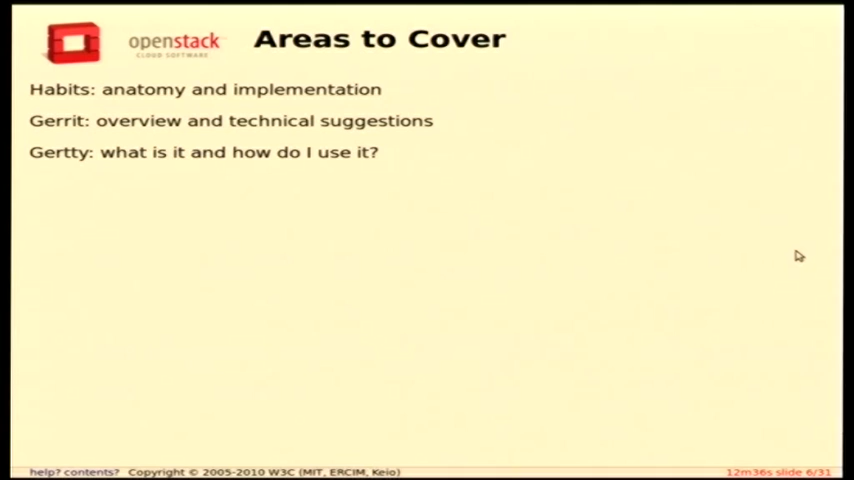 openstack
CLOUD SOFTWARE
Areas to Cover
Habits: anatomy and implementation
Gerrit: overview and technical suggestions
Gertty: what is it and how do I use it?
help? contents? Copyright © 2005-2010 W3C (MIT, ERCIM, Keio)
12m36s slide 6/31